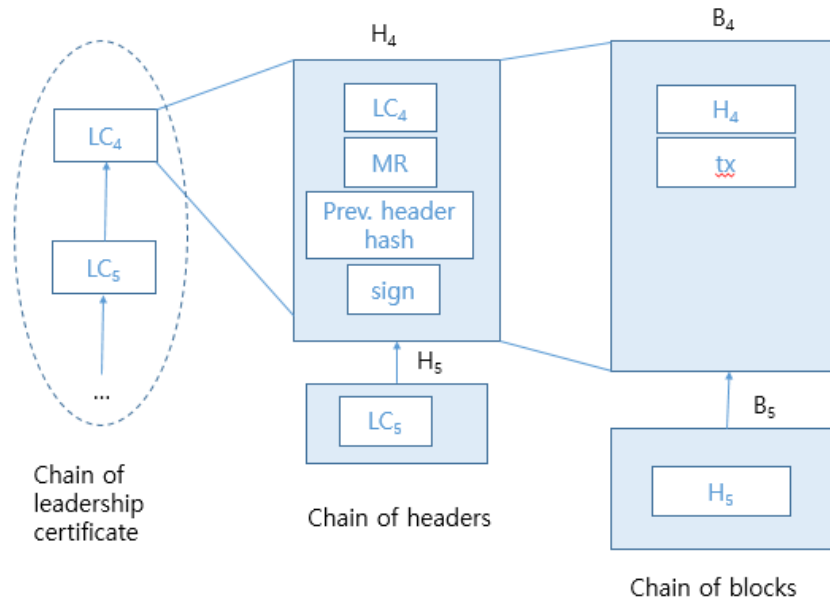 H₄
B₄
LC₄
LC₅
...
Chain of
leadership
certificate
LC₄
MR
Prev. header
hash
sign
H₅
LC₅
Chain of headers
H₄
tx
B₅
H₅
Chain of blocks